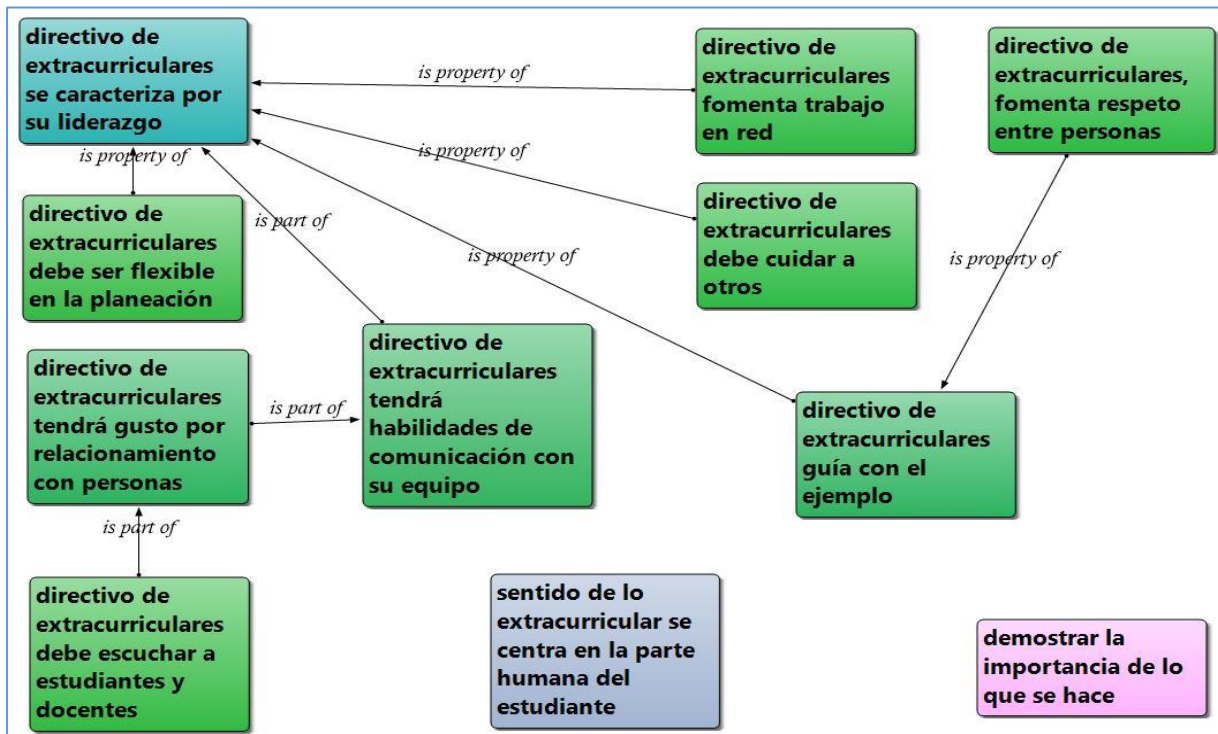 directivo de
extracurriculares
se caracteriza por
su liderazgo
is property of
directivo de
extracurriculares
fomenta trabajo
en red
directivo de
extracurriculares,
fomenta respeto
entre personas
is property of
is property of
directivo de
extracurriculares
debe ser flexible
en la planeación
is part of
is property of
directivo de
extracurriculares
debe cuidar a
otros
is property of
directivo de
extracurriculares
tendrá gusto por
relacionamiento
con personas
is part of
directivo de
extracurriculares
tendrá
habilidades de
comunicación con
su equipo
directivo de
extracurriculares
guía con el
ejemplo
is part of
directivo de
extracurriculares
debe escuchar a
estudiantes y
docentes
sentido de lo
extracurricular se
centra en la parte
humana del
estudiante
demostrar la
importancia de lo
que se hace